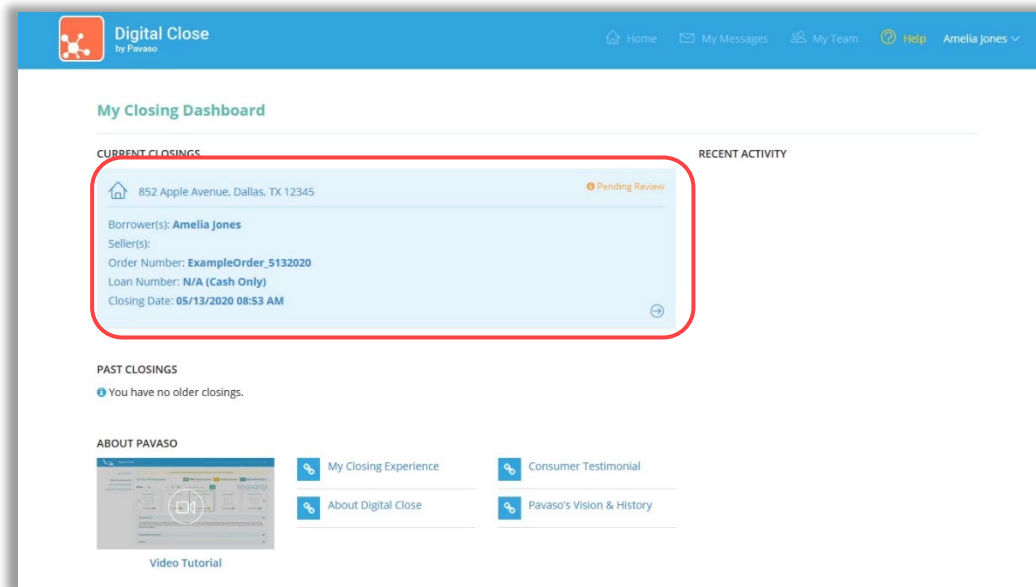 Digital Close
by Pavaso
Home
My Messages
My Team
Help
Amelia Jones
My Closing Dashboard
CURRENT CLOSINGS
RECENT ACTIVITY
852 Apple Avenue, Dallas, TX 12345
Pending Review
Borrower(s): Amelia Jones
Seller(s):
Order Number: ExampleOrder_5132020
Loan Number: N/A (Cash Only)
Closing Date: 05/13/2020 08:53 AM
PAST CLOSINGS
You have no older closings.
ABOUT PAVASO
My Closing Experience
Consumer Testimonial
About Digital Close
Pavaso's Vision & History
Video Tutorial